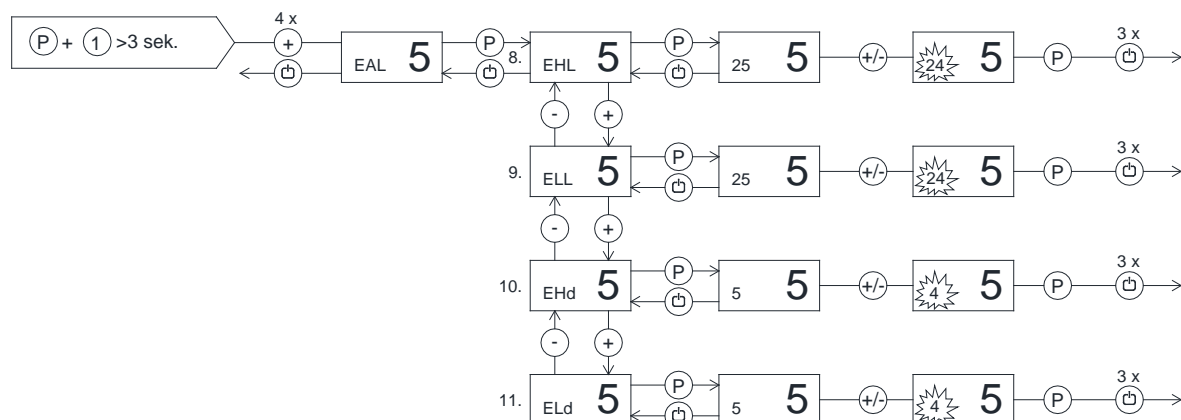 4 x
P + 1 >3 sek.
+
EAL 5
P
8.
EHL 5
P
25 5
+/-
24 5
P
3 x
- +
9.
ELL 5
P
25 5
+/-
24 5
P
3 x
- +
10.
EHd 5
P
5 5
+/-
4 5
P
3 x
- +
11.
ELd 5
P
5 5
+/-
4 5
P
3 x